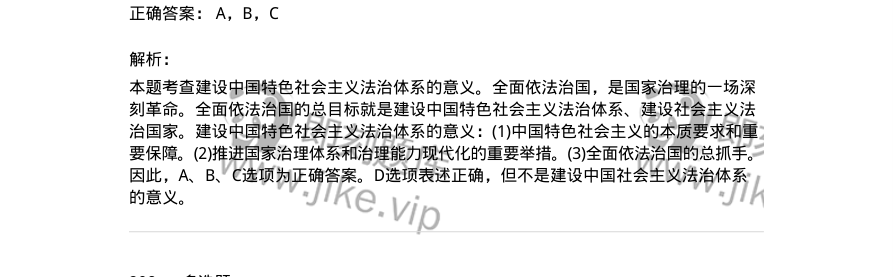 正确答案： A，B，C
解析：
本题考查建设中国特色社会主义法治体系的意义。全面依法治国，是国家治理的一场深
刻革命。全面依法治国的总目标就是建设中国特色社会主义法治体系、建设社会主义法
治国家。建设中国特色社会主义法治体系的意义：(1)中国特色社会主义的本质要求和重
要保障。(2)推进国家治理体系和治理能力现代化的重要举措。(3)全面依法治国的总抓手。
因此，A、B、C选项为正确答案。D选项表述正确，但不是建设中国社会主义法治体系
的意义。
www.jike.vip